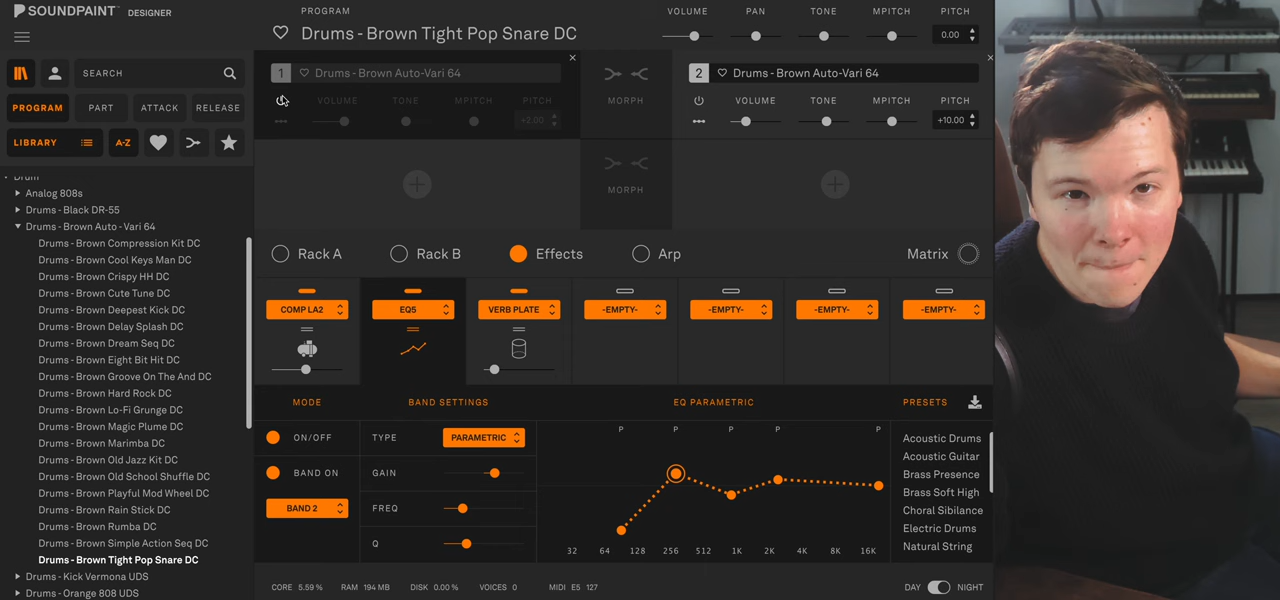 SOUNDPAINT DESIGNER
PROGRAM
Drums - Brown Tight Pop Snare DC
VOLUME PAN TONE MPITCH PITCH
0.00
SEARCH
PROGRAM PART ATTACK RELEASE
LIBRARY A-Z
1 Drums - Brown Auto-Vari 64
VOLUME TONE MPITCH PITCH
+2.00
MORPH
2 Drums - Brown Auto-Vari 64
VOLUME TONE MPITCH PITCH
+10.00
MORPH
Drum
Analog 808s
Drums - Black DR-55
Drums - Brown Auto - Vari 64
Drums - Brown Compression Kit DC
Drums - Brown Cool Keys Man DC
Drums - Brown Crispy HH DC
Drums - Brown Cute Tune DC
Drums - Brown Deepest Kick DC
Drums - Brown Delay Splash DC
Drums - Brown Dream Seq DC
Drums - Brown Eight Bit Hit DC
Drums - Brown Groove On The And DC
Drums - Brown Hard Rock DC
Drums - Brown Lo-Fi Grunge DC
Drums - Brown Magic Plume DC
Drums - Brown Marimba DC
Drums - Brown Old Jazz Kit DC
Drums - Brown Old School Shuffle DC
Drums - Brown Playful Mod Wheel DC
Drums - Brown Rain Stick DC
Drums - Brown Rumba DC
Drums - Brown Simple Action Seq DC
Drums - Brown Tight Pop Snare DC
Drums - Kick Vermona UDS
Drums - Orange 808 UDS
Rack A Rack B Effects Arp Matrix
COMP LA2 EQ5 VERB PLATE -EMPTY- -EMPTY- -EMPTY- -EMPTY-
MODE BAND SETTINGS EQ PARAMETRIC PRESETS
ON/OFF
BAND ON
BAND 2
TYPE PARAMETRIC
GAIN
FREQ
Q
P P P P P
32 64 128 256 512 1K 2K 4K 8K 16K
Acoustic Drums
Acoustic Guitar
Brass Presence
Brass Soft High
Choral Sibilance
Electric Drums
Natural String
CORE 5.59 % RAM 194 MB DISK 0.00 % VOICES 0 MIDI E5 127
DAY NIGHT